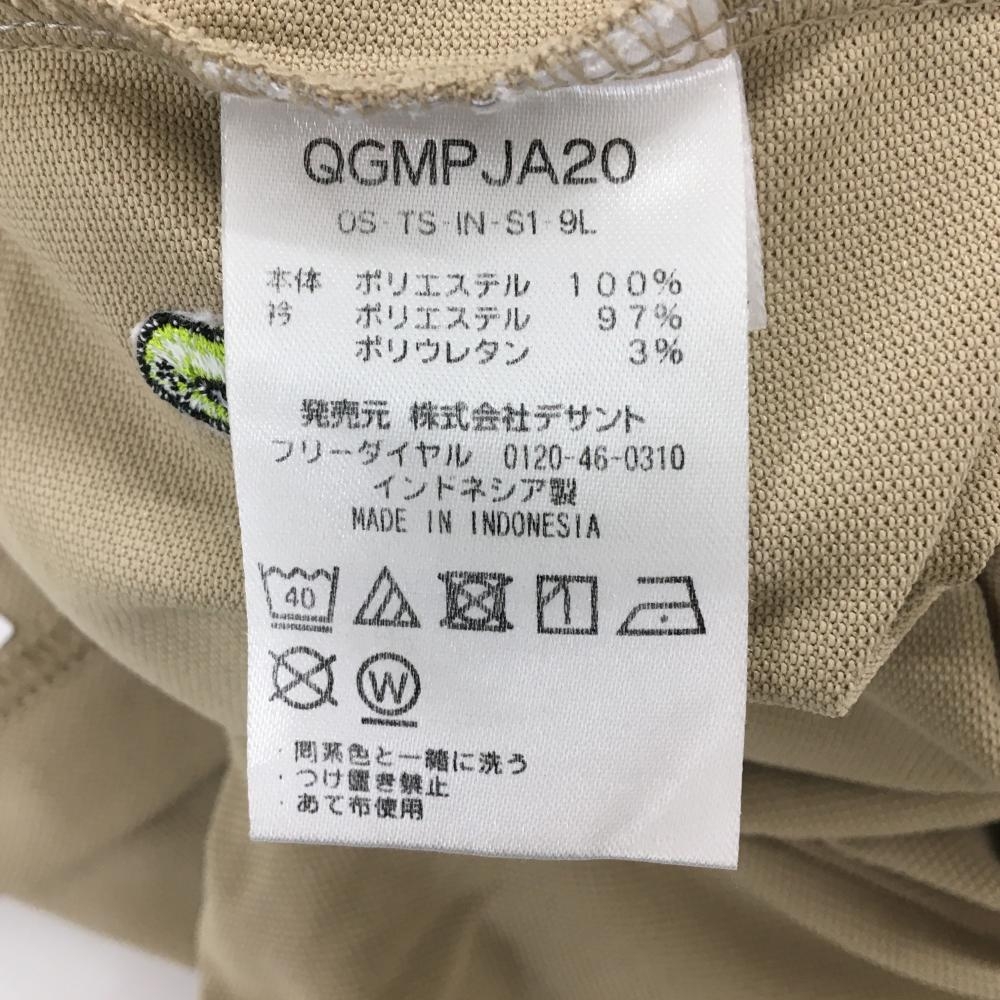 QGMPJA20
OS-TS-IN-S1-9L
本体 ポリエステル 100%
衿 ポリエステル 97%
ポリウレタン 3%
発売元 株式会社デサント
フリーダイヤル 0120-46-0310
インドネシア製
MADE IN INDONESIA
40
W
・同系色と一緒に洗う
・つけ置き禁止
・あて布使用